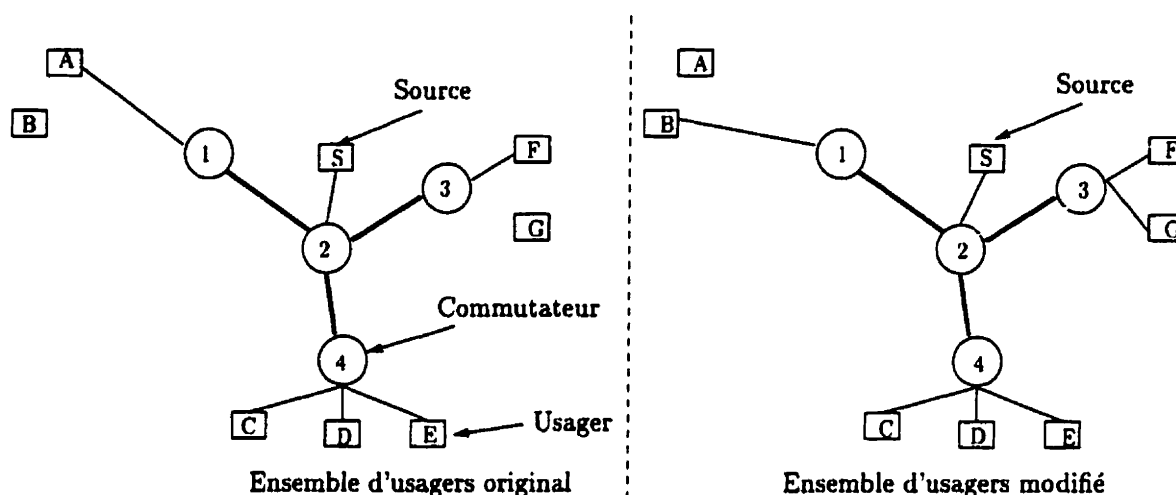 A
B
1
Source
S
F
3
G
2
Commutateur
4
C
D
E
Usager
Ensemble d'usagers original
A
B
1
Source
S
F
3
2
4
C
D
E
Ensemble d'usagers modifié